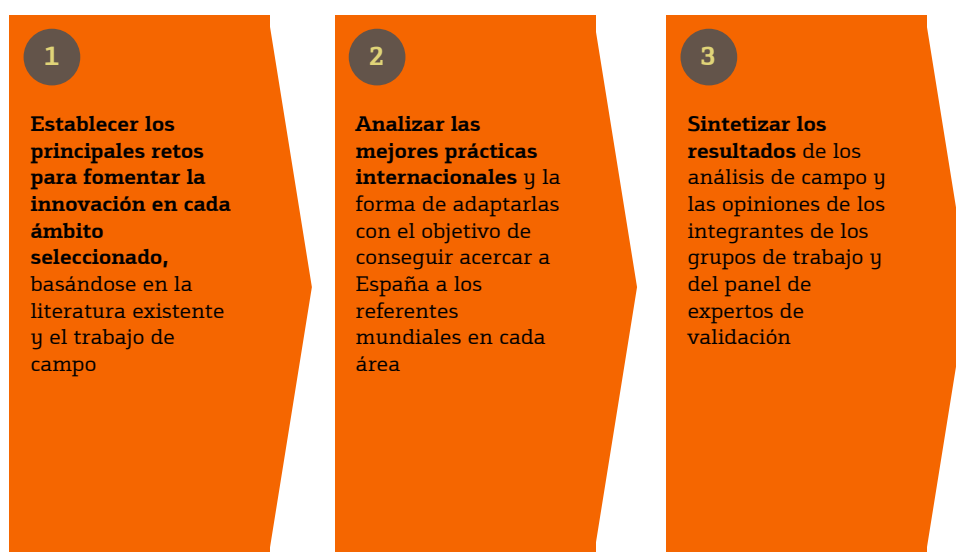 1
Establecer los
principales retos
para fomentar la
innovación en cada
ámbito
seleccionado,
basándose en la
literatura existente
y el trabajo de
campo
2
Analizar las
mejores prácticas
internacionales y la
forma de adaptarlas
con el objetivo de
conseguir acercar a
España a los
referentes
mundiales en cada
área
3
Sintetizar los
resultados de los
análisis de campo y
las opiniones de los
integrantes de los
grupos de trabajo y
del panel de
expertos de
validación